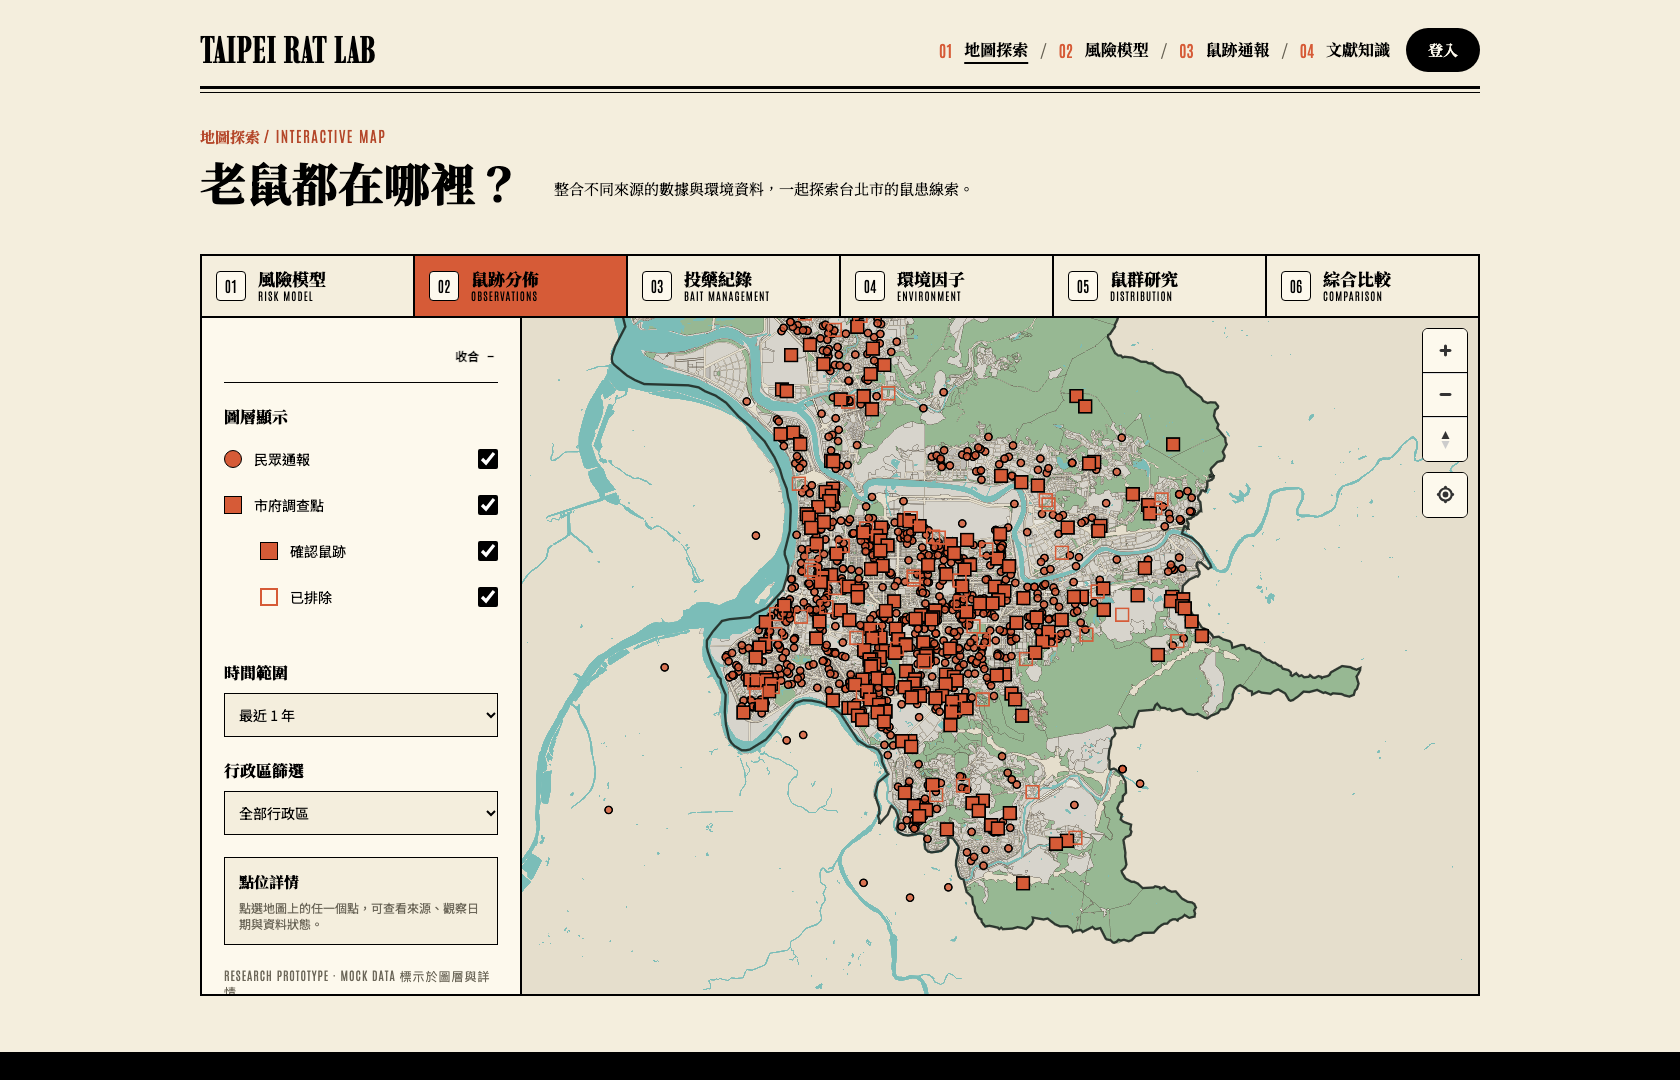 TAIPEI RAT LAB
01 地圖探索 / 02 風險模型 / 03 鼠跡通報 / 04 文獻知識 登入
地圖探索 / INTERACTIVE MAP
老鼠都在哪裡？
整合不同來源的數據與環境資料，一起探索台北市的鼠患線索。
01 風險模型 RISK MODEL
02 鼠跡分佈 OBSERVATIONS
03 投藥紀錄 BAIT MANAGEMENT
04 環境因子 ENVIRONMENT
05 鼠群研究 DISTRIBUTION
06 綜合比較 COMPARISON
收合 −
圖層顯示
民眾通報
市府調查點
確認鼠跡
已排除
時間範圍
最近 1 年
行政區篩選
全部行政區
點位詳情
點選地圖上的任一個點，可查看來源、觀察日
期與資料狀態。
RESEARCH PROTOTYPE · MOCK DATA 標示於圖層與詳
情